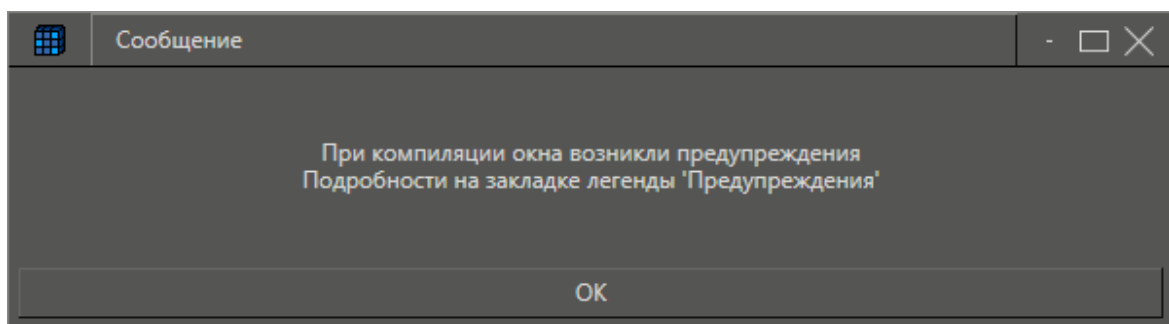 Сообщение
При компиляции окна возникли предупреждения
Подробности на закладке легенды 'Предупреждения'
OK